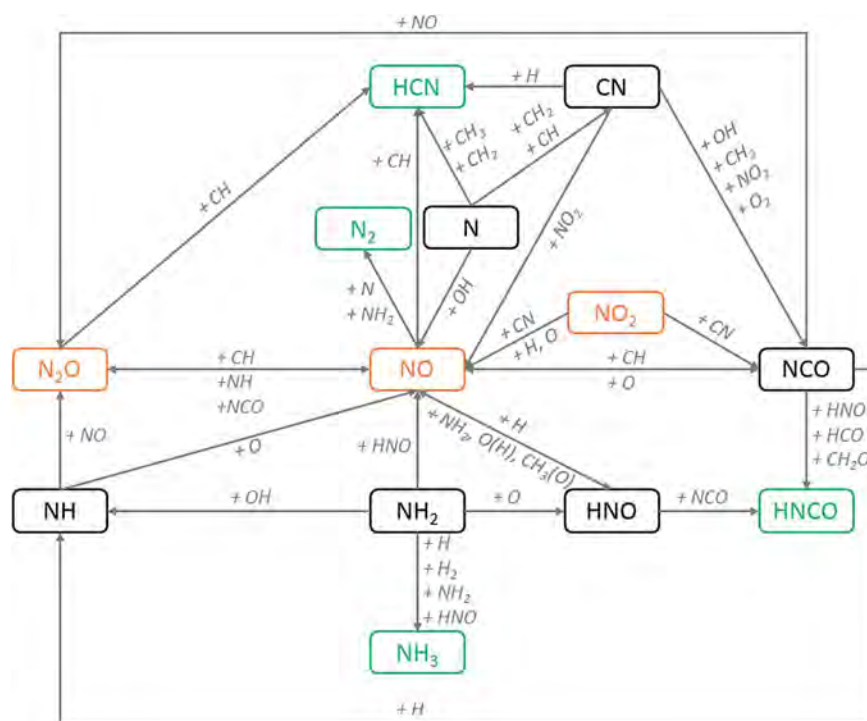 + NO
HCN
+ H
CN
+ CH₃
+ CH₂
+ CH₂
+ CH
+ CH
+ OH
+ CH₃
+ NO₂
+ O₂
+ CH
N₂
N
+ NO₂
+ N
+ NH₂
+ OH
NO₂
+ CN
+ H, O
+ CN
N₂O
+ CH
+NH
+NCO
NO
+ CH
+ O
NCO
+ NO
+ O
+ HNO
+ H
+ NH₂, O(H), CH₃(O)
+ HNO
+ HCO
+ CH₂O
NH
+ OH
NH₂
+ O
HNO
+ NCO
HNCO
+ H
+ H₂
+ NH₂
+ HNO
NH₃
+ H